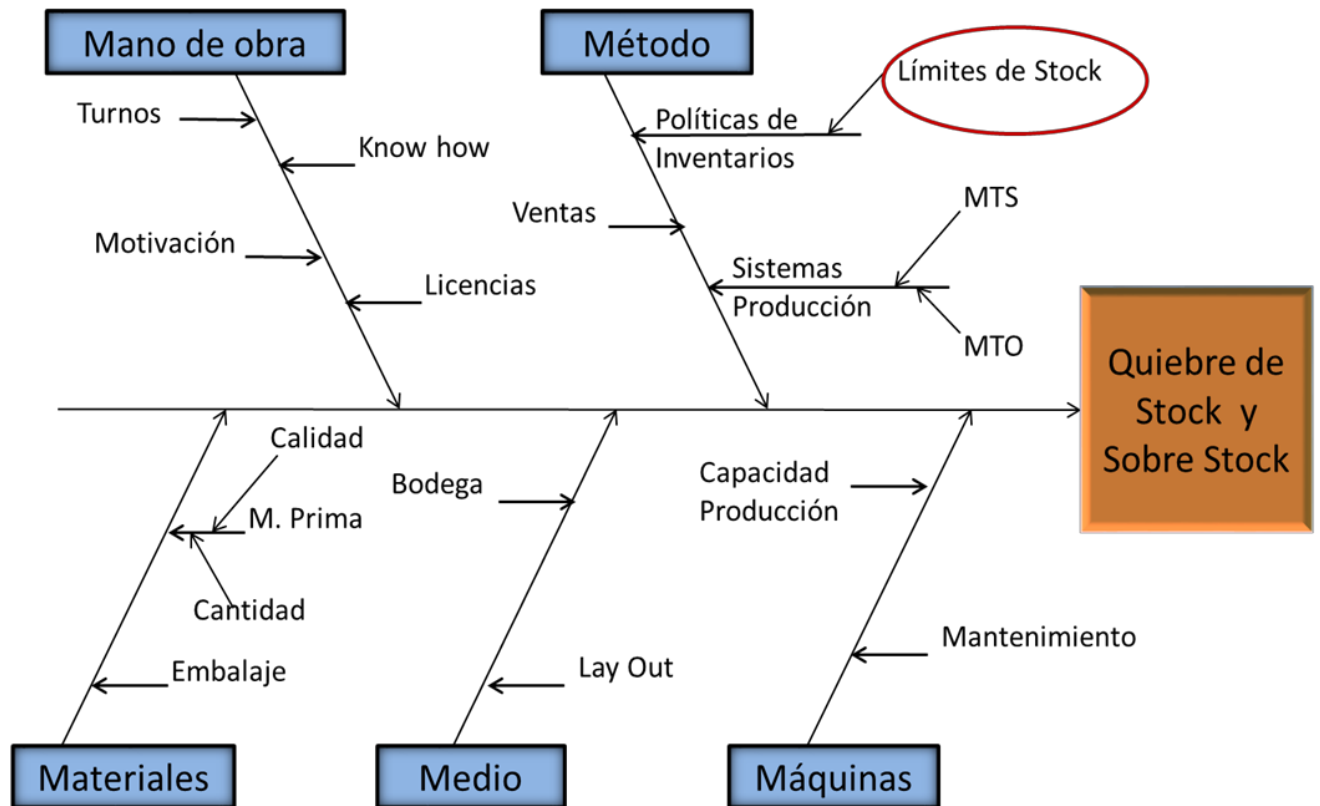 Mano de obra
Método
Límites de Stock
Turnos
Políticas de
Inventarios
Know how
MTS
Ventas
Motivación
Sistemas
Producción
Licencias
MTO
Quiebre de
Stock y
Sobre Stock
Calidad
Capacidad
Producción
Bodega
M. Prima
Cantidad
Mantenimiento
Embalaje
Lay Out
Materiales
Medio
Máquinas